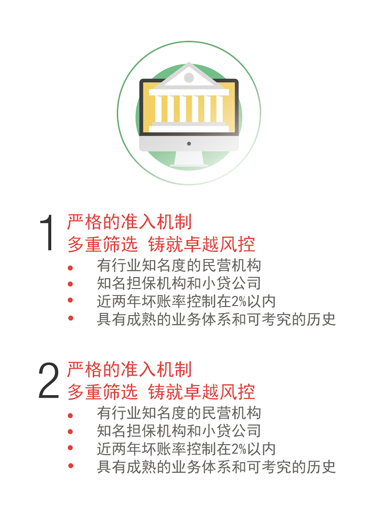 1 严格的准入机制
多重筛选 铸就卓越风控
• 有行业知名度的民营机构
• 知名担保机构和小贷公司
• 近两年坏账率控制在2%以内
• 具有成熟的业务体系和可考究的历史
2 严格的准入机制
多重筛选 铸就卓越风控
• 有行业知名度的民营机构
• 知名担保机构和小贷公司
• 近两年坏账率控制在2%以内
• 具有成熟的业务体系和可考究的历史